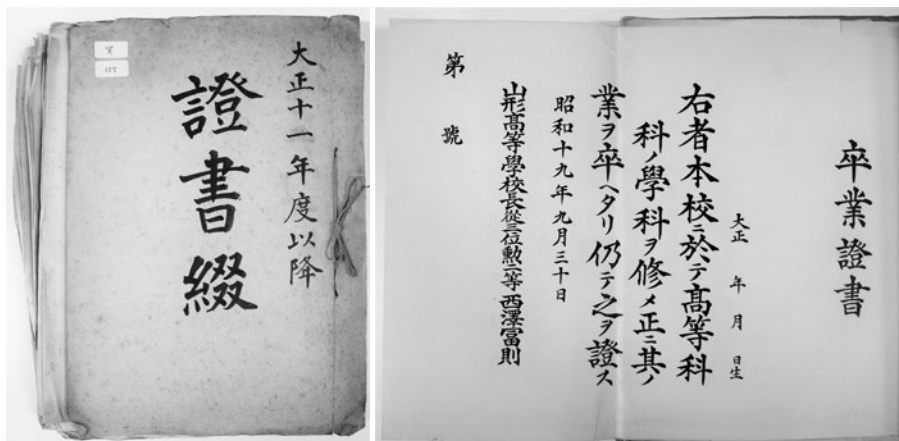 大正十一年度以降
證書綴
卒業證書
大正　年　月　日生
右者本校ニ於テ高等科
科ノ學科ヲ修メ正ニ其ノ
業ヲ卒ヘタリ仍テ之ヲ證ス
昭和十九年九月三十日
山形高等學校長從三位勲二等西澤富則
第　號